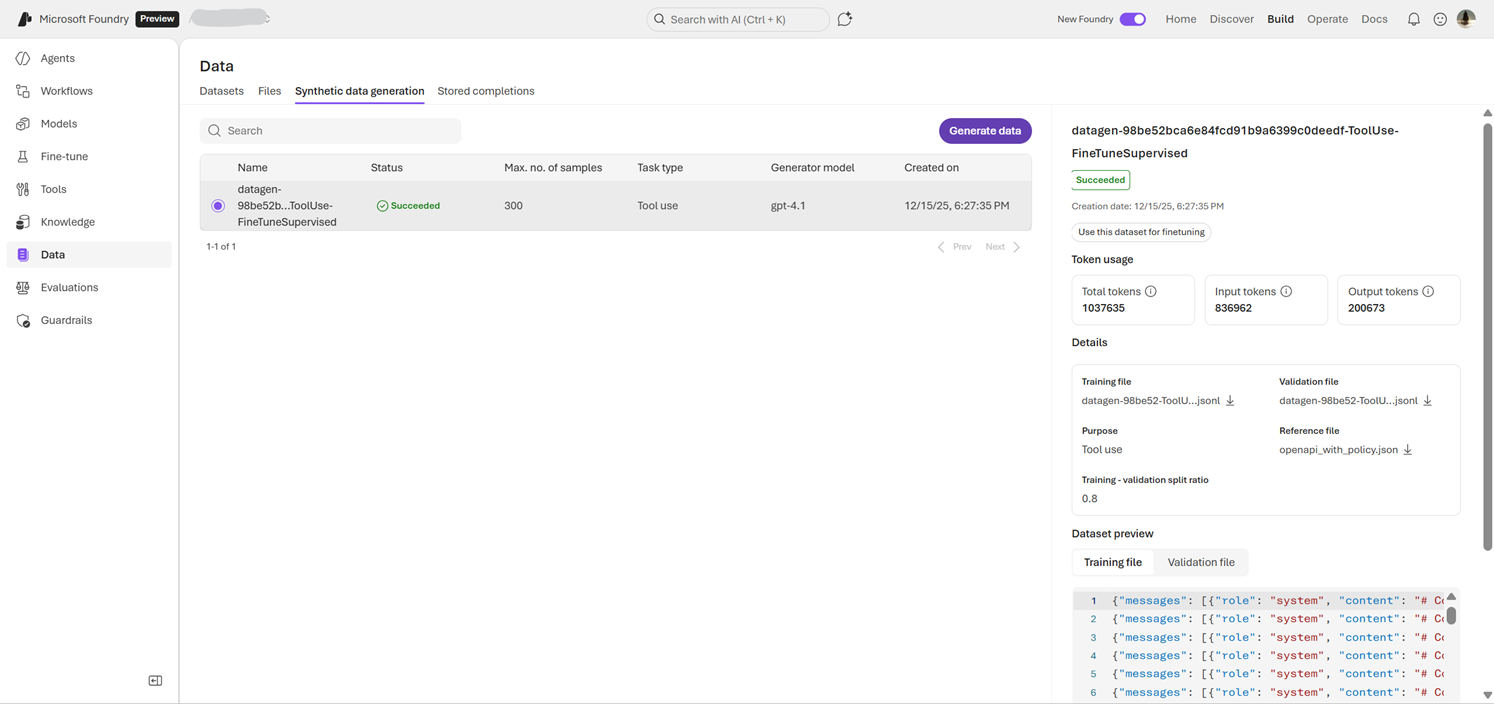 Microsoft Foundry Preview
Search with AI (Ctrl + K)
New Foundry Home Discover Build Operate Docs
Agents
Workflows
Models
Fine-tune
Tools
Knowledge
Data
Evaluations
Guardrails
Data
Datasets Files Synthetic data generation Stored completions
Search
Generate data
Name Status Max. no. of samples Task type Generator model Created on
datagen-
98be52b...ToolUse-
FineTuneSupervised
Succeeded 300 Tool use gpt-4.1 12/15/25, 6:27:35 PM
1-1 of 1
Prev Next
datagen-98be52bca6e84fcd91b9a6399c0deedf-ToolUse-
FineTuneSupervised
Succeeded
Creation date: 12/15/25, 6:27:35 PM
Use this dataset for finetuning
Token usage
Total tokens Input tokens Output tokens
1037635 836962 200673
Details
Training file Validation file
datagen-98be52-ToolU...jsonl datagen-98be52-ToolU...jsonl
Purpose Reference file
Tool use openapi_with_policy.json
Training - validation split ratio
0.8
Dataset preview
Training file Validation file
1 {"messages": [{"role": "system", "content": "# Co
2 {"messages": [{"role": "system", "content": "# Co
3 {"messages": [{"role": "system", "content": "# Co
4 {"messages": [{"role": "system", "content": "# Co
5 {"messages": [{"role": "system", "content": "# Co
6 {"messages": [{"role": "system", "content": "# Co